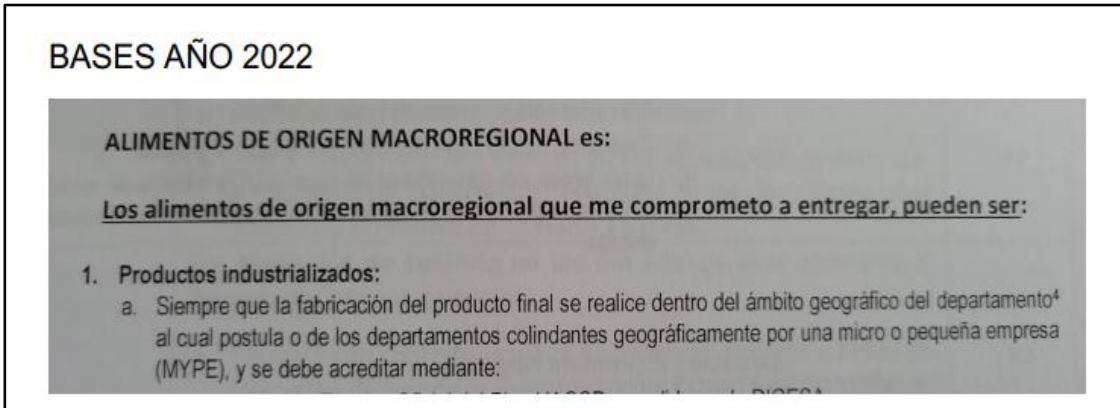 BASES AÑO 2022
ALIMENTOS DE ORIGEN MACROREGIONAL es:
Los alimentos de origen macroregional que me comprometo a entregar, pueden ser:
1. Productos industrializados:
a. Siempre que la fabricación del producto final se realice dentro del ámbito geográfico del departamento⁴
al cual postula o de los departamentos colindantes geográficamente por una micro o pequeña empresa
(MYPE), y se debe acreditar mediante: